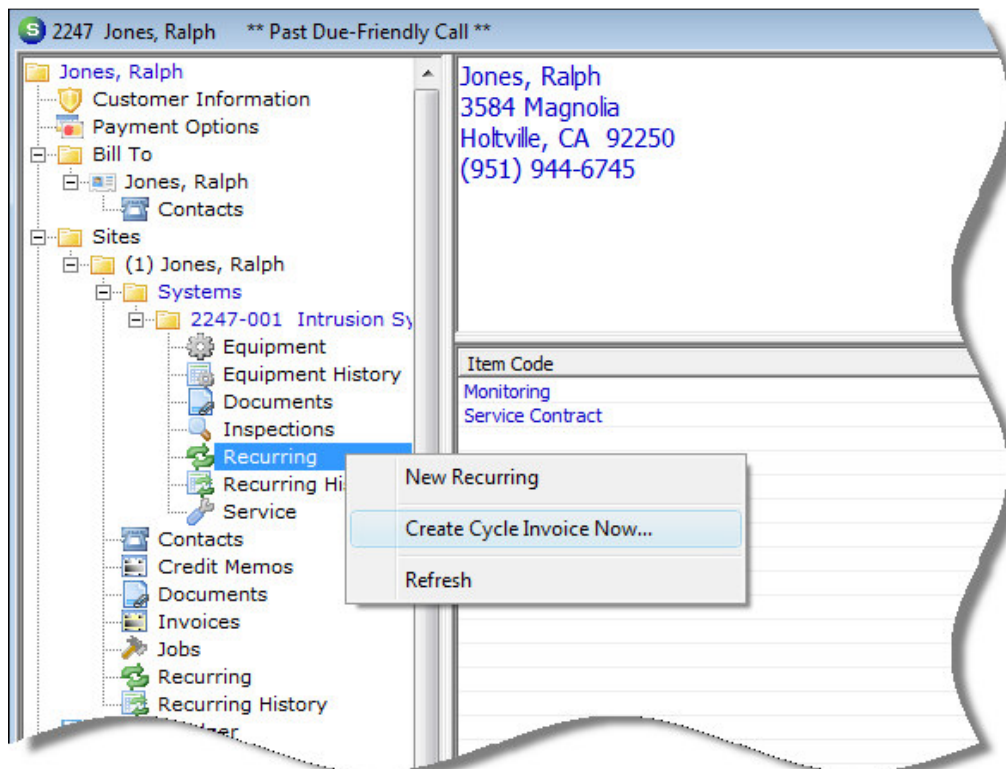 S 2247 Jones, Ralph ** Past Due-Friendly Call **
Jones, Ralph
Customer Information
Payment Options
Bill To
Jones, Ralph
Contacts
Sites
(1) Jones, Ralph
Systems
2247-001 Intrusion Sy
Equipment
Equipment History
Documents
Inspections
Recurring
Recurring Hi
Service
Contacts
Credit Memos
Documents
Invoices
Jobs
Recurring
Recurring History
Jones, Ralph
3584 Magnolia
Holtville, CA 92250
(951) 944-6745
Item Code
Monitoring
Service Contract
New Recurring
Create Cycle Invoice Now...
Refresh